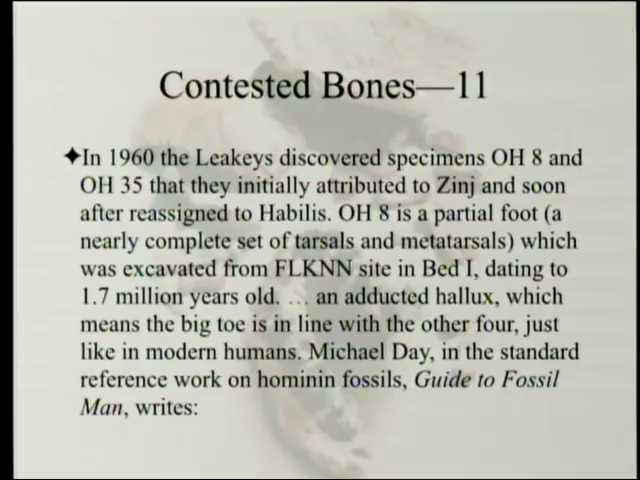 Contested Bones—11
✦In 1960 the Leakeys discovered specimens OH 8 and
OH 35 that they initially attributed to Zinj and soon
after reassigned to Habilis. OH 8 is a partial foot (a
nearly complete set of tarsals and metatarsals) which
was excavated from FLKNN site in Bed I, dating to
1.7 million years old. … an adducted hallux, which
means the big toe is in line with the other four, just
like in modern humans. Michael Day, in the standard
reference work on hominin fossils, Guide to Fossil
Man, writes: